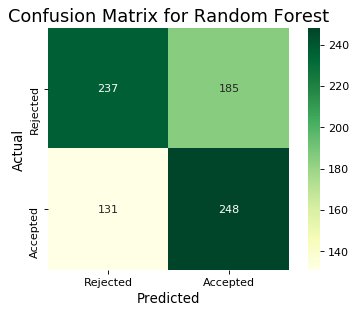 Confusion Matrix for Random Forest
Actual
Rejected
237
185
Accepted
131
248
Rejected
Accepted
Predicted
240
220
200
180
160
140